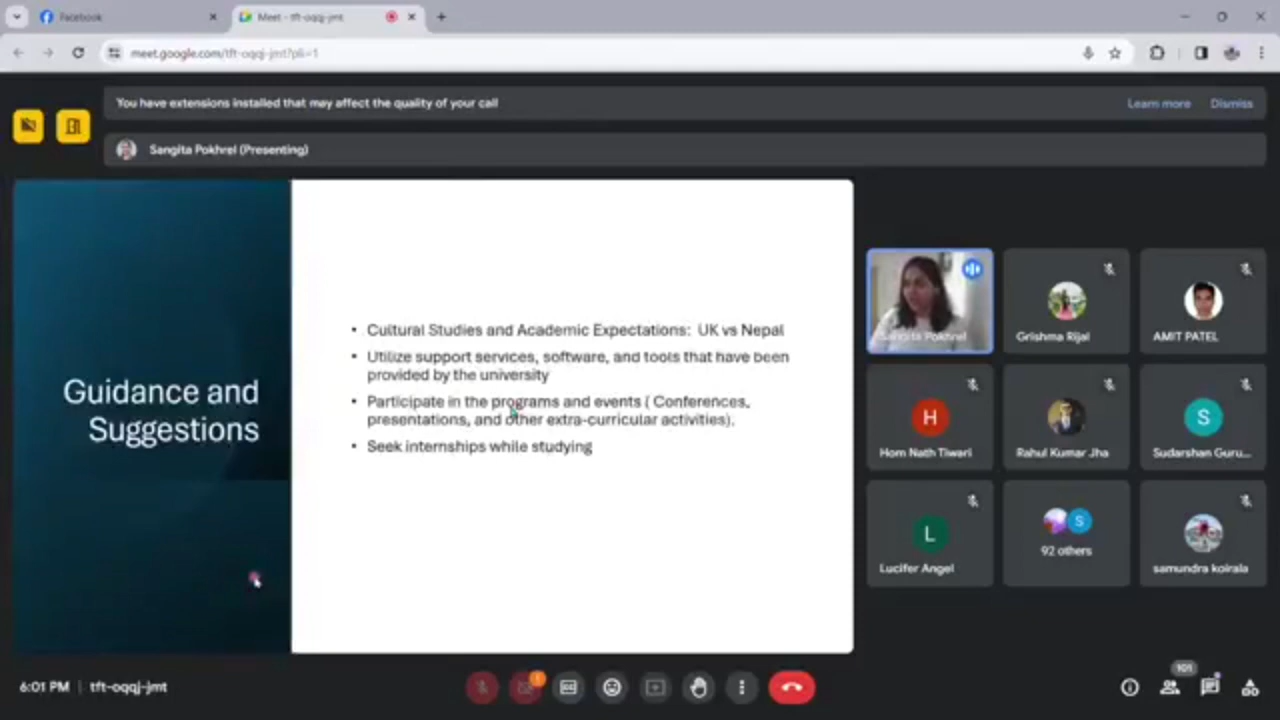 Facebook
Meet - tft-oqqj-jmt
meet.google.com/tft-oqqj-jmt?pli=1
You have extensions installed that may affect the quality of your call
Learn more
Dismiss
Sangita Pokhrel (Presenting)
Guidance and
Suggestions
• Cultural Studies and Academic Expectations: UK vs Nepal
• Utilize support services, software, and tools that have been
provided by the university
• Participate in the programs and events ( Conferences,
presentations, and other extra-curricular activities).
• Seek internships while studying
Sangita Pokhrel
Grishma Rijal
AMIT PATEL
H
Hom Nath Tiwari
Rahul Kumar Jha
S
Sudarshan Guru...
L
Lucifer Angel
S
92 others
samundra koirala
6:01 PM | tft-oqqj-jmt
101